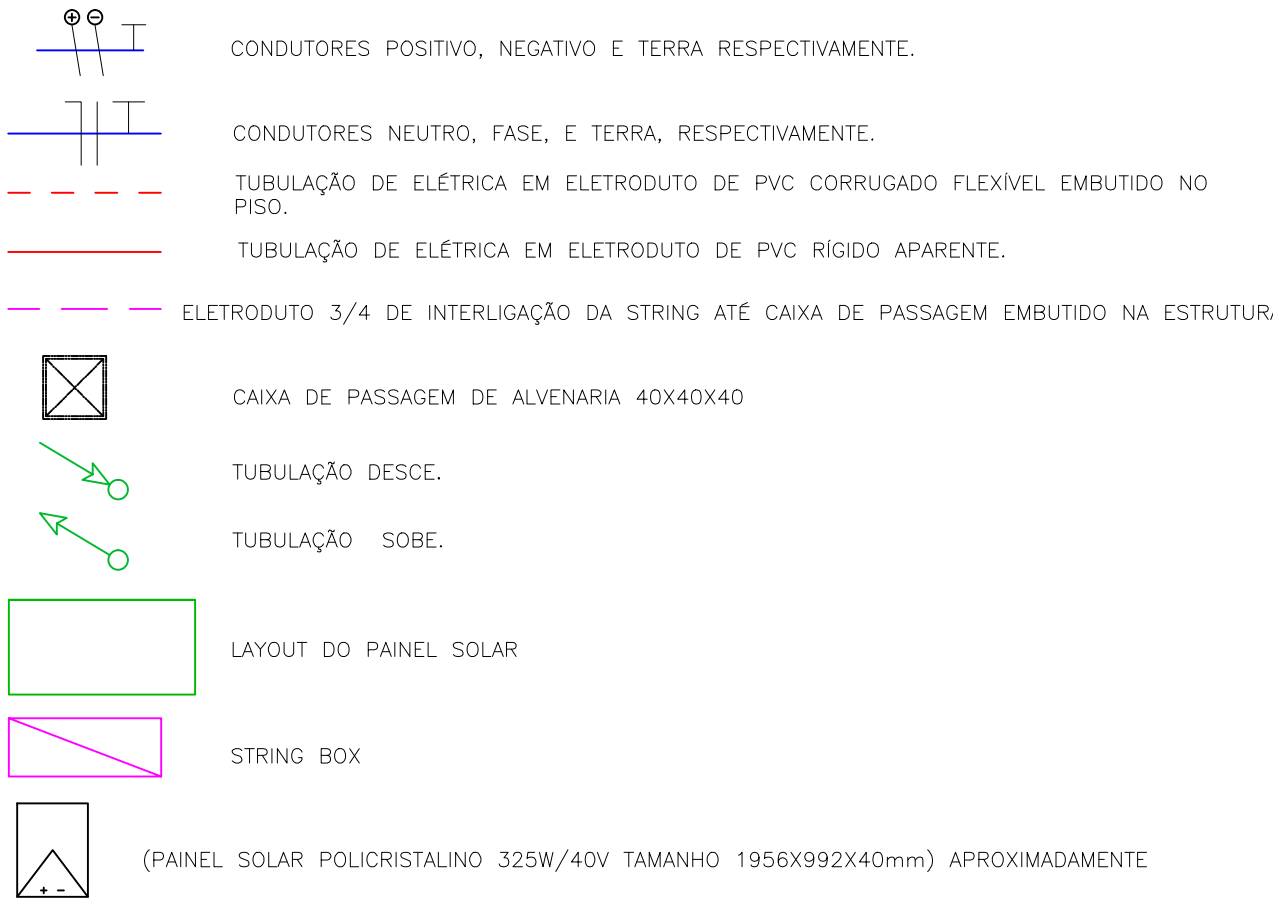 CONDUTORES POSITIVO, NEGATIVO E TERRA RESPECTIVAMENTE.
CONDUTORES NEUTRO, FASE, E TERRA, RESPECTIVAMENTE.
TUBULAÇÃO DE ELÉTRICA EM ELETRODUTO DE PVC CORRUGADO FLEXÍVEL EMBUTIDO NO
PISO.
TUBULAÇÃO DE ELÉTRICA EM ELETRODUTO DE PVC RÍGIDO APARENTE.
ELETRODUTO 3/4 DE INTERLIGAÇÃO DA STRING ATÉ CAIXA DE PASSAGEM EMBUTIDO NA ESTRUTURA
CAIXA DE PASSAGEM DE ALVENARIA 40X40X40
TUBULAÇÃO DESCE.
TUBULAÇÃO SOBE.
LAYOUT DO PAINEL SOLAR
STRING BOX
(PAINEL SOLAR POLICRISTALINO 325W/40V TAMANHO 1956X992X40mm) APROXIMADAMENTE
+ -